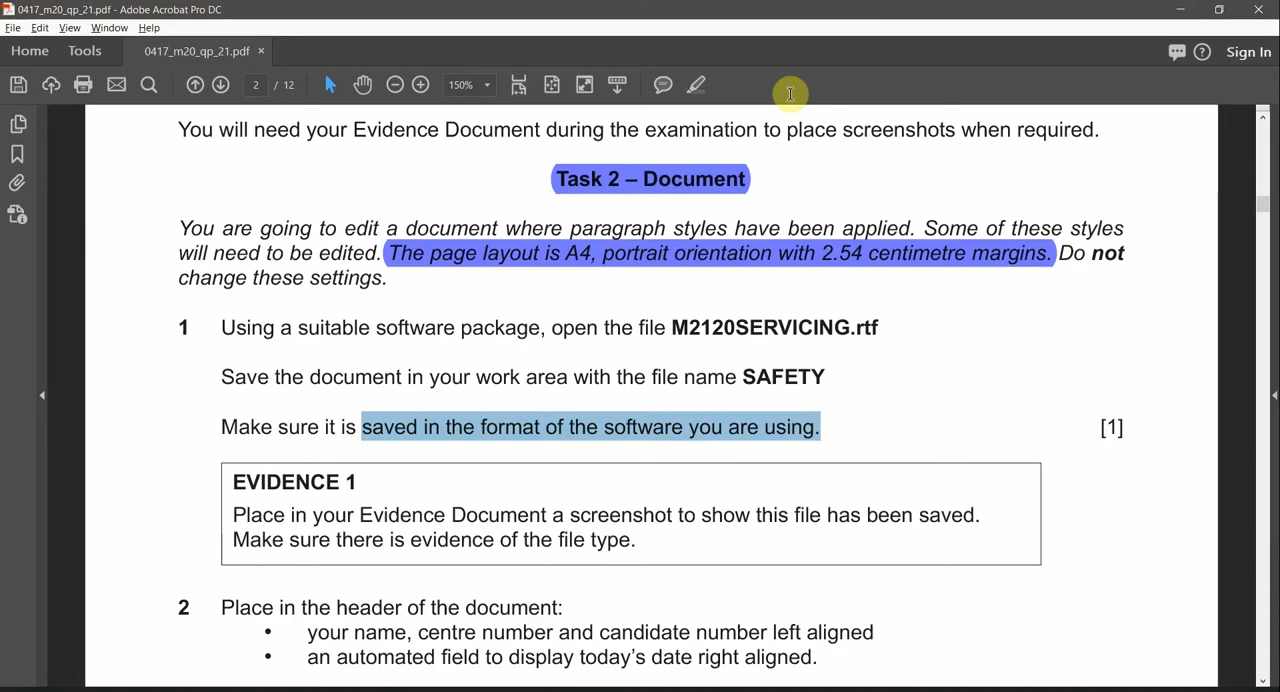 0417_m20_qp_21.pdf - Adobe Acrobat Pro DC
File Edit View Window Help
Home Tools 0417_m20_qp_21.pdf × Sign In
2 / 12 150%
You will need your Evidence Document during the examination to place screenshots when required.
Task 2 – Document
You are going to edit a document where paragraph styles have been applied. Some of these styles
will need to be edited. The page layout is A4, portrait orientation with 2.54 centimetre margins. Do not
change these settings.
1 Using a suitable software package, open the file M2120SERVICING.rtf
Save the document in your work area with the file name SAFETY
Make sure it is saved in the format of the software you are using. [1]
EVIDENCE 1
Place in your Evidence Document a screenshot to show this file has been saved.
Make sure there is evidence of the file type.
2 Place in the header of the document:
• your name, centre number and candidate number left aligned
• an automated field to display today's date right aligned.